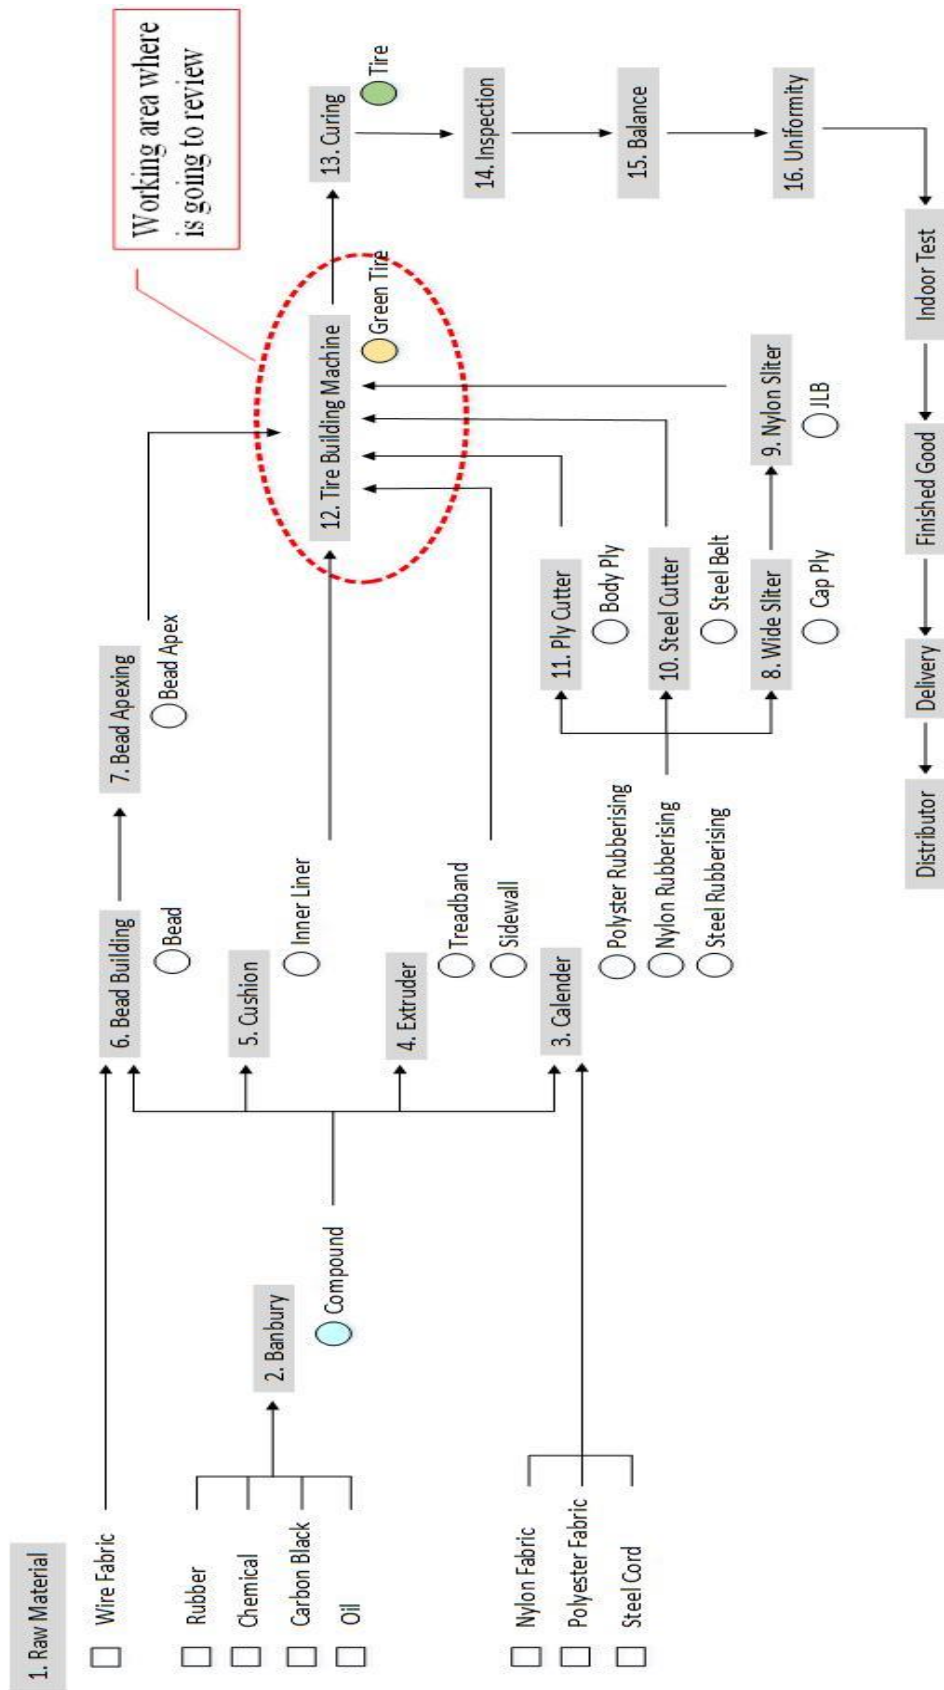 1. Raw Material
Wire Fabric
Rubber
Chemical
Carbon Black
Oil
Nylon Fabric
Polyester Fabric
Steel Cord
2. Banbury
Compound
6. Bead Building
Bead
5. Cushion
Inner Liner
4. Extruder
Treadband
Sidewall
3. Calender
Polyster Rubberising
Nylon Rubberising
Steel Rubberising
7. Bead Apexing
Bead Apex
11. Ply Cutter
Body Ply
10. Steel Cutter
Steel Belt
8. Wide Sliter
Cap Ply
9. Nylon Sliter
JLB
12. Tire Building Machine
Green Tire
Working area where
is going to review
13. Curing
Tire
14. Inspection
15. Balance
16. Uniformity
Indoor Test
Finished Good
Delivery
Distributor